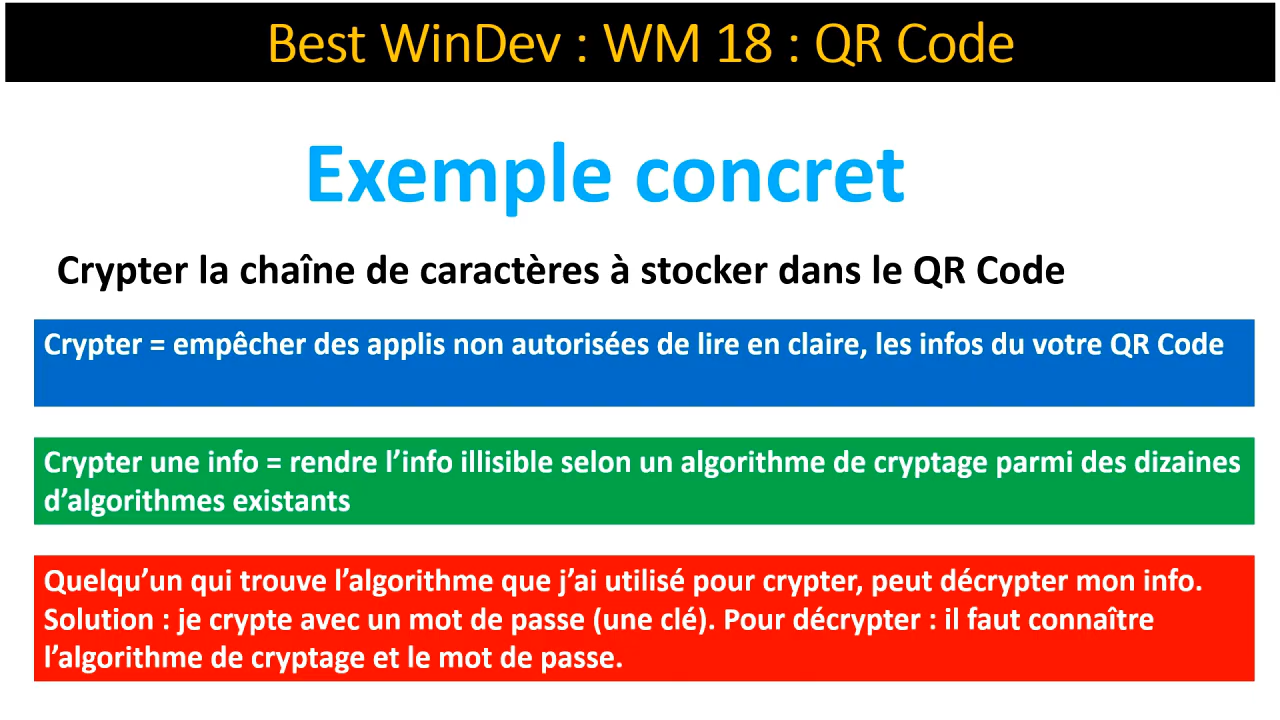 Best WinDev : WM 18 : QR Code
Exemple concret
Crypter la chaîne de caractères à stocker dans le QR Code
Crypter = empêcher des applis non autorisées de lire en claire, les infos du votre QR Code
Crypter une info = rendre l’info illisible selon un algorithme de cryptage parmi des dizaines
d’algorithmes existants
Quelqu’un qui trouve l’algorithme que j’ai utilisé pour crypter, peut décrypter mon info.
Solution : je crypte avec un mot de passe (une clé). Pour décrypter : il faut connaître
l’algorithme de cryptage et le mot de passe.